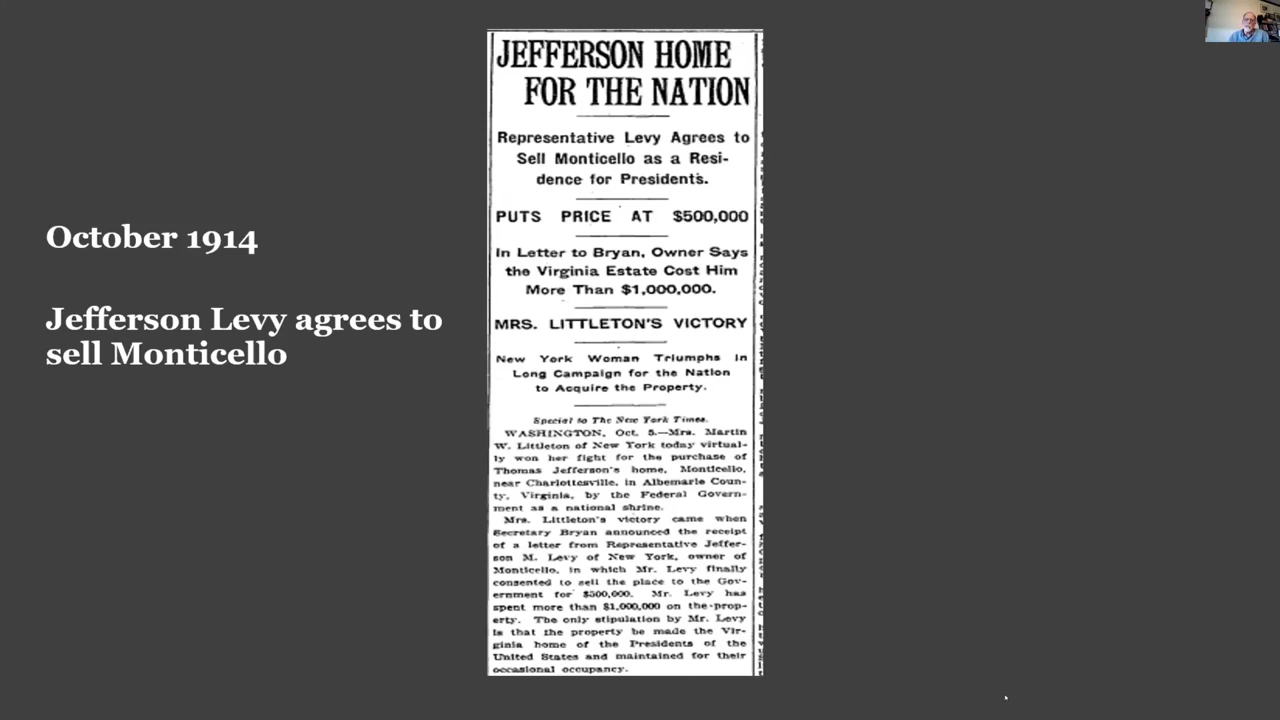 October 1914
Jefferson Levy agrees to
sell Monticello
JEFFERSON HOME
FOR THE NATION
Representative Levy Agrees to
Sell Monticello as a Resi-
dence for Presidents.
PUTS PRICE AT $500,000
In Letter to Bryan, Owner Says
the Virginia Estate Cost Him
More Than $1,000,000.
MRS. LITTLETON'S VICTORY
New York Woman Triumphs in
Long Campaign for the Nation
to Acquire the Property.
Special to The New York Times.
WASHINGTON, Oct. 5.—Mrs. Martin
W. Littleton of New York today virtual-
ly won her fight for the purchase of
Thomas Jefferson's home, Monticello,
near Charlottesville, in Albemarle Coun-
ty, Virginia, by the Federal Govern-
ment as a national shrine.
Mrs. Littleton's victory came when
Secretary Bryan announced the receipt
of a letter from Representative Jeffer-
son M. Levy of New York, owner of
Monticello, in which Mr. Levy finally
consented to sell the place to the Gov-
ernment for $500,000. Mr. Levy has
spent more than $1,000,000 on the prop-
erty. The only stipulation by Mr. Levy
is that the property be made the Vir-
ginia home of the Presidents of the
United States and maintained for their
occasional occupancy.